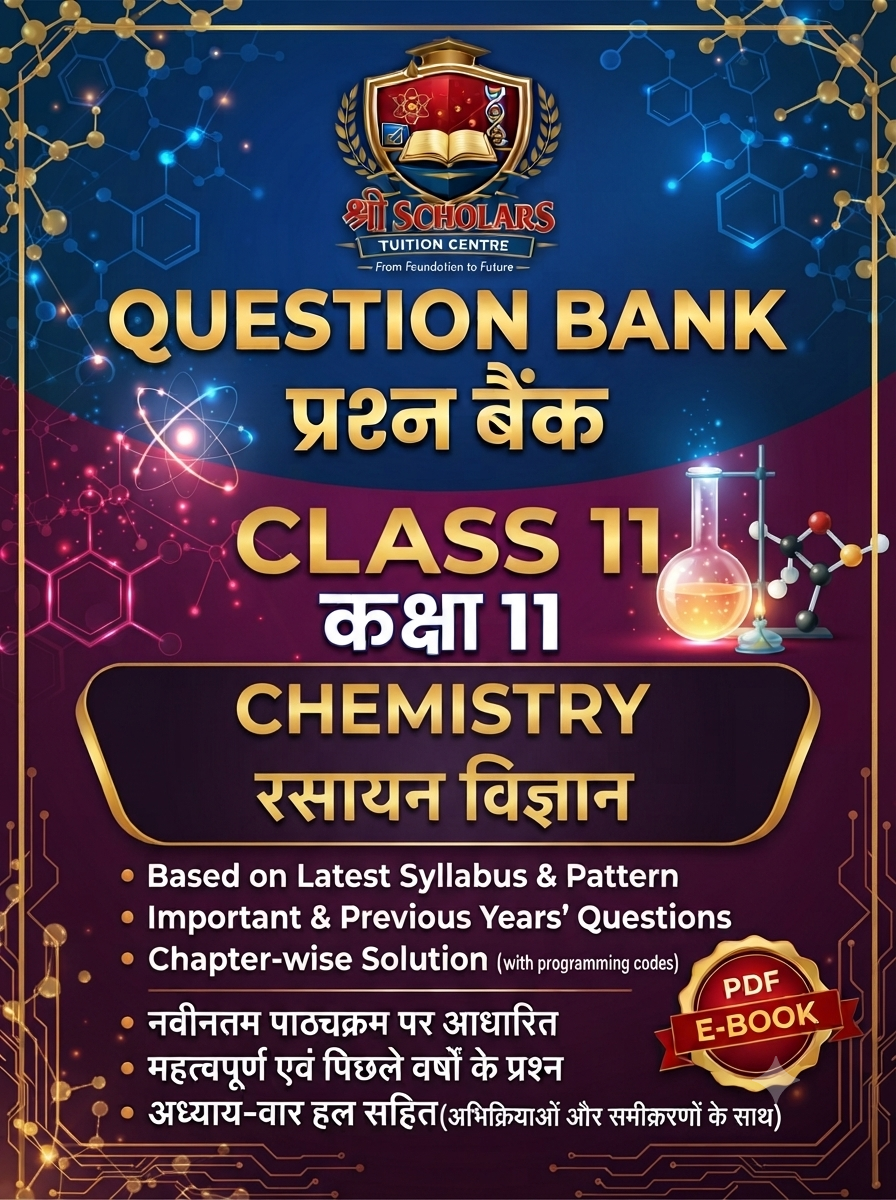 श्री SCHOLARS
TUITION CENTRE
From Feundotien to Future
QUESTION BANK
प्रश्न बैंक
CLASS 11
कक्षा 11
CHEMISTRY
रसायन विज्ञान
• Based on Latest Syllabus & Pattern
• Important & Previous Years' Questions
• Chapter-wise Solution (with programming codes)
PDF
E-BOOK
• नवीनतम पाठचक्रम पर आधारित
• महत्वपूर्ण एवं पिछले वर्षों के प्रश्न
• अध्याय-वार हल सहित(अभिक्रियाओं और समीक़रणों के साथ)